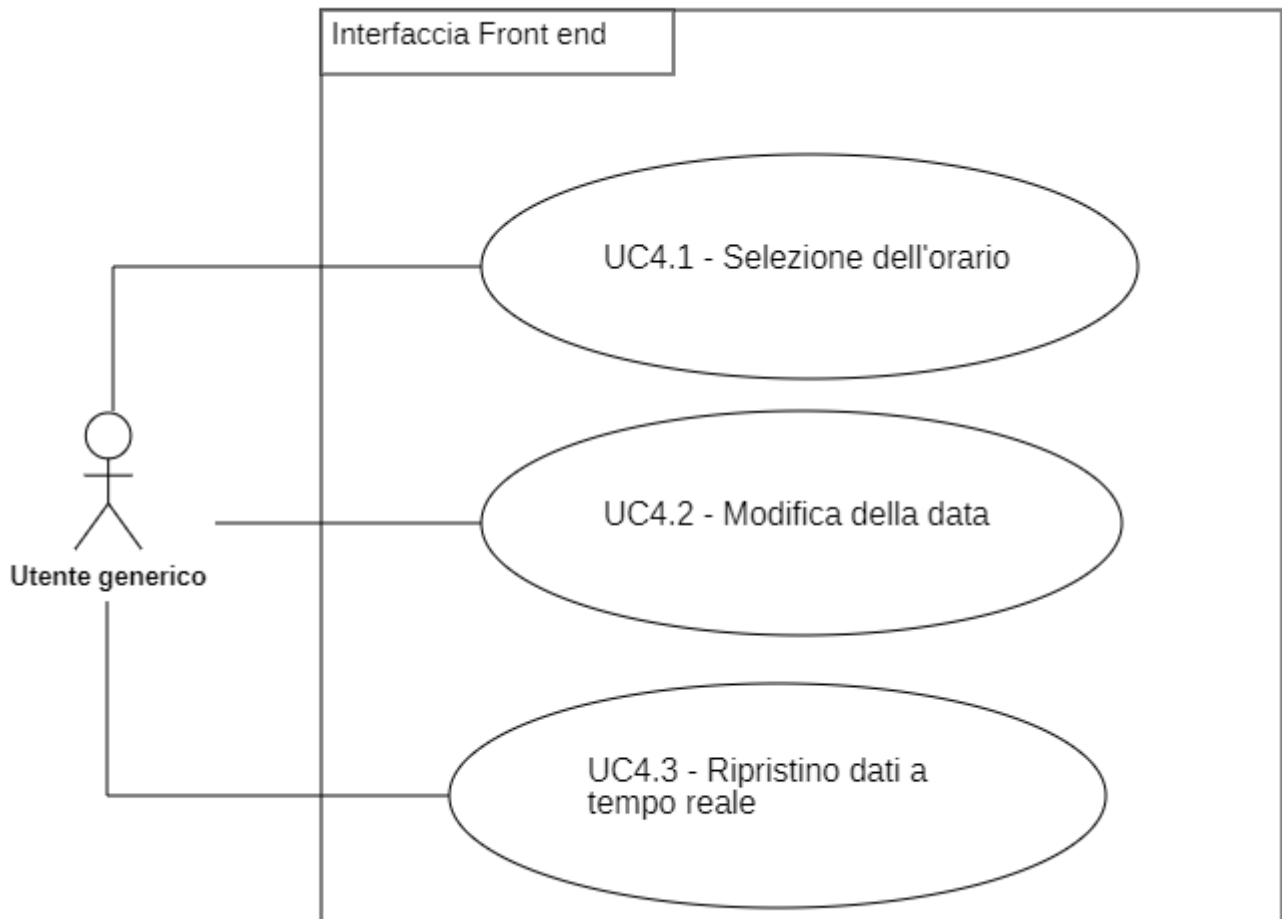 Interfaccia Front end
UC4.1 - Selezione dell'orario
UC4.2 - Modifica della data
Utente generico
UC4.3 - Ripristino dati a
tempo reale